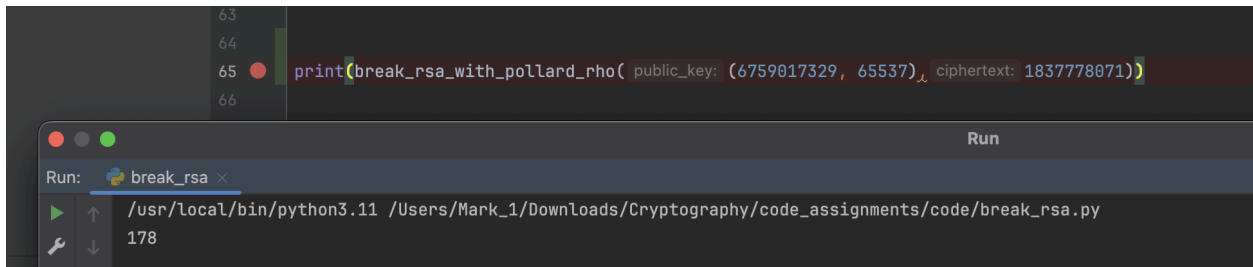 63
64
65 print(break_rsa_with_pollard_rho( public_key: (6759017329, 65537), ciphertext: 1837778071))
66
Run
Run: break_rsa ×
/usr/local/bin/python3.11 /Users/Mark_1/Downloads/Cryptography/code_assignments/code/break_rsa.py
178